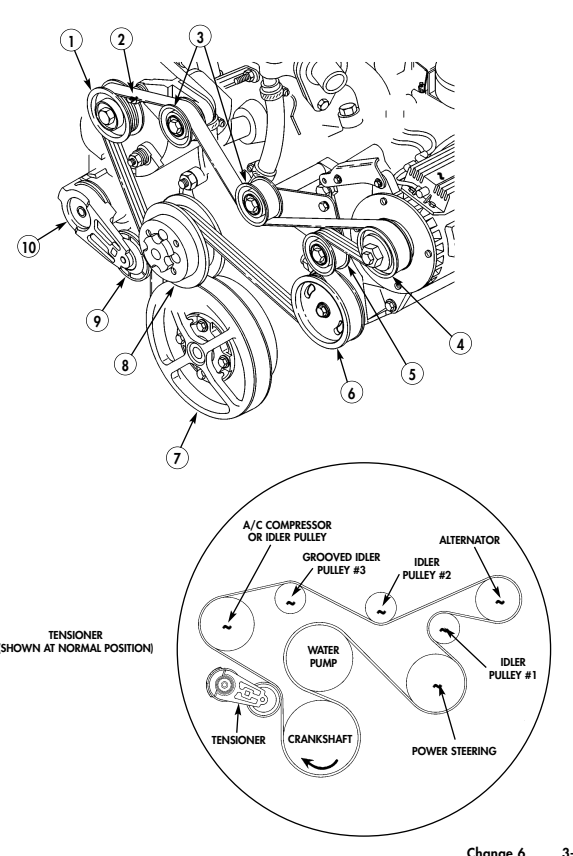 1
2
3
10
9
8
7
6
5
4
A/C COMPRESSOR
OR IDLER PULLEY
GROOVED IDLER
PULLEY #3
IDLER
PULLEY #2
ALTERNATOR
TENSIONER
(SHOWN AT NORMAL POSITION)
WATER
PUMP
IDLER
PULLEY #1
TENSIONER
CRANKSHAFT
POWER STEERING
Change 6 3-